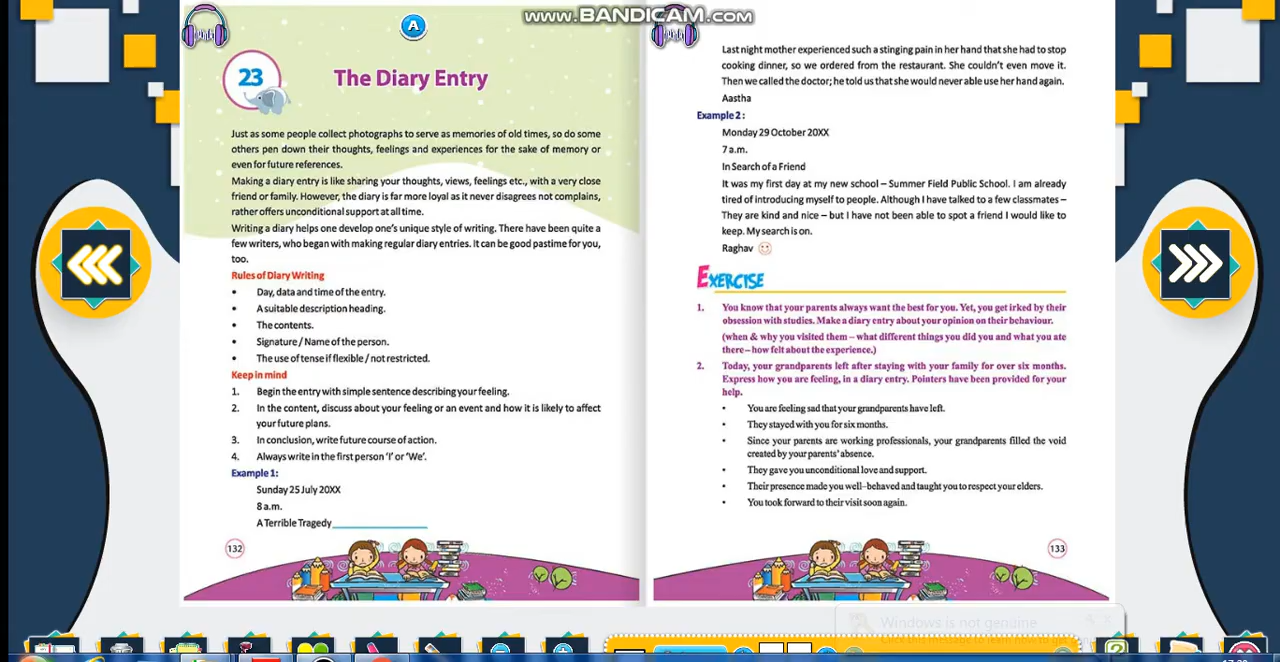 www.BANDICAM.com
A
23
The Diary Entry
Just as some people collect photographs to serve as memories of old times, so do some
others pen down their thoughts, feelings and experiences for the sake of memory or
even for future references.
Making a diary entry is like sharing your thoughts, views, feelings etc., with a very close
friend or family. However, the diary is far more loyal as it never disagrees not complains,
rather offers unconditional support at all time.
Writing a diary helps one develop one's unique style of writing. There have been quite a
few writers, who began with making regular diary entries. It can be good pastime for you,
too.
Rules of Diary Writing
• Day, data and time of the entry.
• A suitable description heading.
• The contents.
• Signature / Name of the person.
• The use of tense if flexible / not restricted.
Keep in mind
1. Begin the entry with simple sentence describing your feeling.
2. In the content, discuss about your feeling or an event and how it is likely to affect
your future plans.
3. In conclusion, write future course of action.
4. Always write in the first person 'I' or 'We'.
Example 1:
Sunday 25 July 20XX
8 a.m.
A Terrible Tragedy
132
Last night mother experienced such a stinging pain in her hand that she had to stop
cooking dinner, so we ordered from the restaurant. She couldn't even move it.
Then we called the doctor; he told us that she would never able use her hand again.
Aastha
Example 2 :
Monday 29 October 20XX
7 a.m.
In Search of a Friend
It was my first day at my new school – Summer Field Public School. I am already
tired of introducing myself to people. Although I have talked to a few classmates –
They are kind and nice – but I have not been able to spot a friend I would like to
keep. My search is on.
Raghav
EXERCISE
1. You know that your parents always want the best for you. Yet, you get irked by their
obsession with studies. Make a diary entry about your opinion on their behaviour.
(when & why you visited them – what different things you did you and what you ate
there – how felt about the experience.)
2. Today, your grandparents left after staying with your family for over six months.
Express how you are feeling, in a diary entry. Pointers have been provided for your
help.
• You are feeling sad that your grandparents have left.
• They stayed with you for six months.
• Since your parents are working professionals, your grandparents filled the void
created by your parents' absence.
• They gave you unconditional love and support.
• Their presence made you well-behaved and taught you to respect your elders.
• You took forward to their visit soon again.
133
Windows is not genuine
Click this message to learn how to get